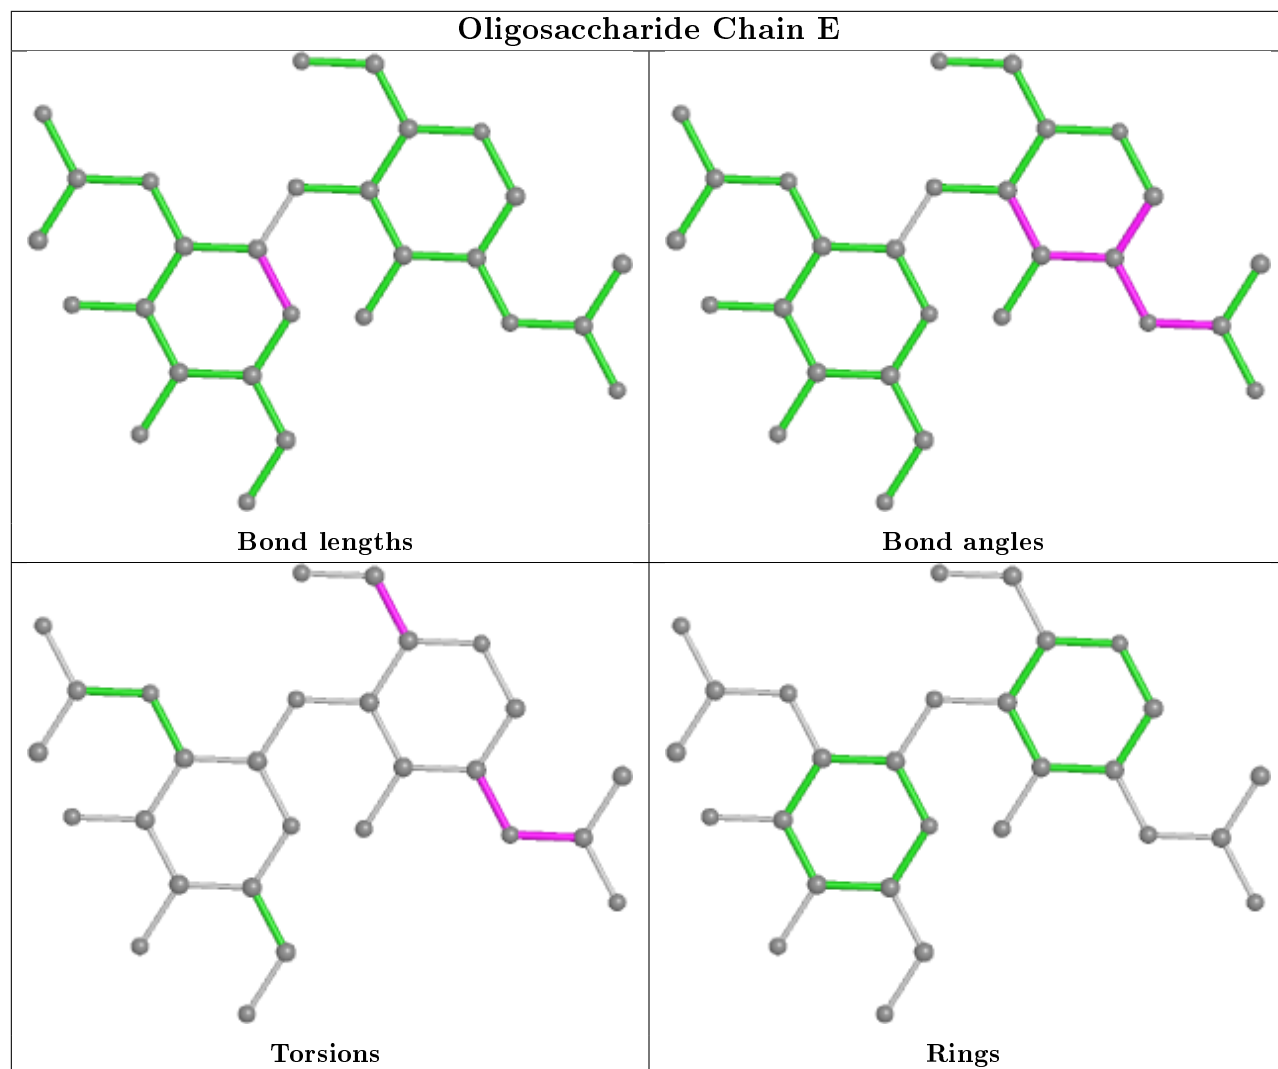 Oligosaccharide Chain E
Bond lengths
Bond angles
Torsions
Rings